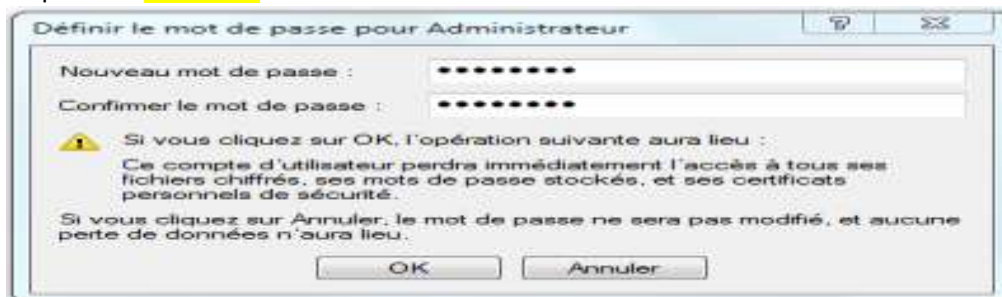 Définir le mot de passe pour Administrateur
Nouveau mot de passe :
Confirmer le mot de passe :
Si vous cliquez sur OK, l'opération suivante aura lieu :
Ce compte d'utilisateur perdra immédiatement l'accès à tous ses
fichiers chiffrés, ses mots de passe stockés, et ses certificats
personnels de sécurité.
Si vous cliquez sur Annuler, le mot de passe ne sera pas modifié, et aucune
perte de données n'aura lieu.
OK
Annuler